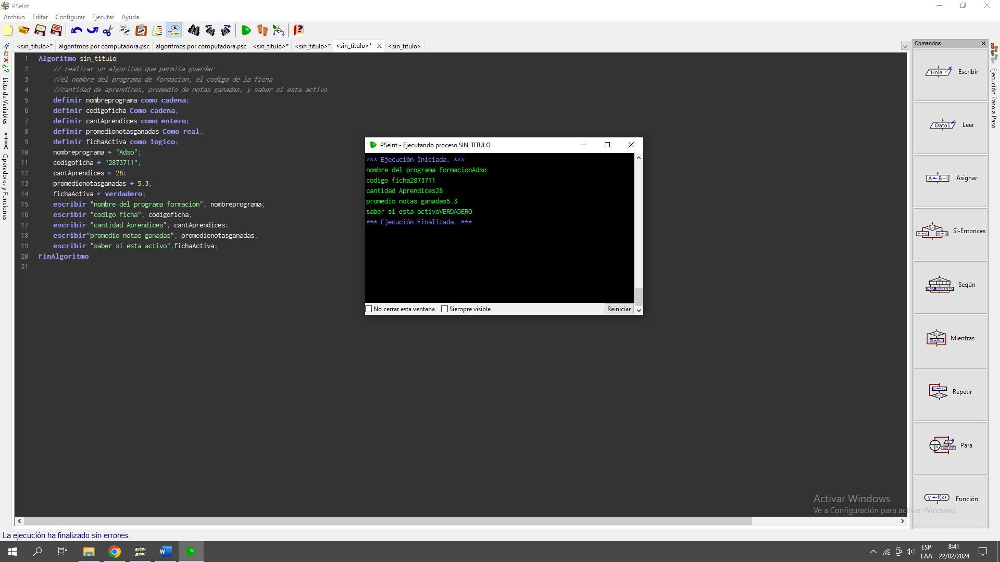 PSeInt
Archivo Editar Configurar Ejecutar Ayuda
<sin_titulo>* algoritmos por computadora.psc algoritmos por computadora.psc <sin_titulo>* <sin_titulo>* <sin_titulo>* <sin_titulo>
1 Algoritmo sin_titulo
2 // realizar un algoritmo que permita guardar
3 //el nombre del programa de formacion; el codigo de la ficha
4 //cantidad de aprendices, promedio de notas ganadas, y saber si esta activo
5 definir nombreprograma como cadena;
6 definir codigoficha Como cadena;
7 definir cantAprendices como entero;
8 definir promedionotasganadas Como real;
9 definir fichaActiva como logico;
10 nombreprograma ← "Adso";
11 codigoficha ← "2873711";
12 cantAprendices ← 28;
13 promedionotasganadas ← 5.3;
14 fichaActiva ← verdadero;
15 escribir "nombre del programa formacion", nombreprograma;
16 escribir "codigo ficha", codigoficha;
17 escribir "cantidad Aprendices", cantAprendices;
18 escribir"promedio notas ganadas", promedionotasganadas;
19 escribir "saber si esta activo",fichaActiva;
20 FinAlgoritmo
21
Lista de Variables
*+=< Operadores y Funciones
PSeInt - Ejecutando proceso SIN_TITULO
*** Ejecución Iniciada. ***
nombre del programa formacionAdso
codigo ficha2873711
cantidad Aprendices28
promedio notas ganadas5.3
saber si esta activoVERDADERO
*** Ejecución Finalizada. ***
No cerrar esta ventana Siempre visible Reiniciar
Comandos
'Hola !' Escribir
Dato1 Leer
A←B+i Asignar
A>B Si-Entonces
Según
Mientras
Repetir
Para
y←f(x) Función
Ejecución Paso a Paso
Activar Windows
Ve a Configuración para activar Windows.
La ejecución ha finalizado sin errores.
ESP
LAA
8:41
22/02/2024